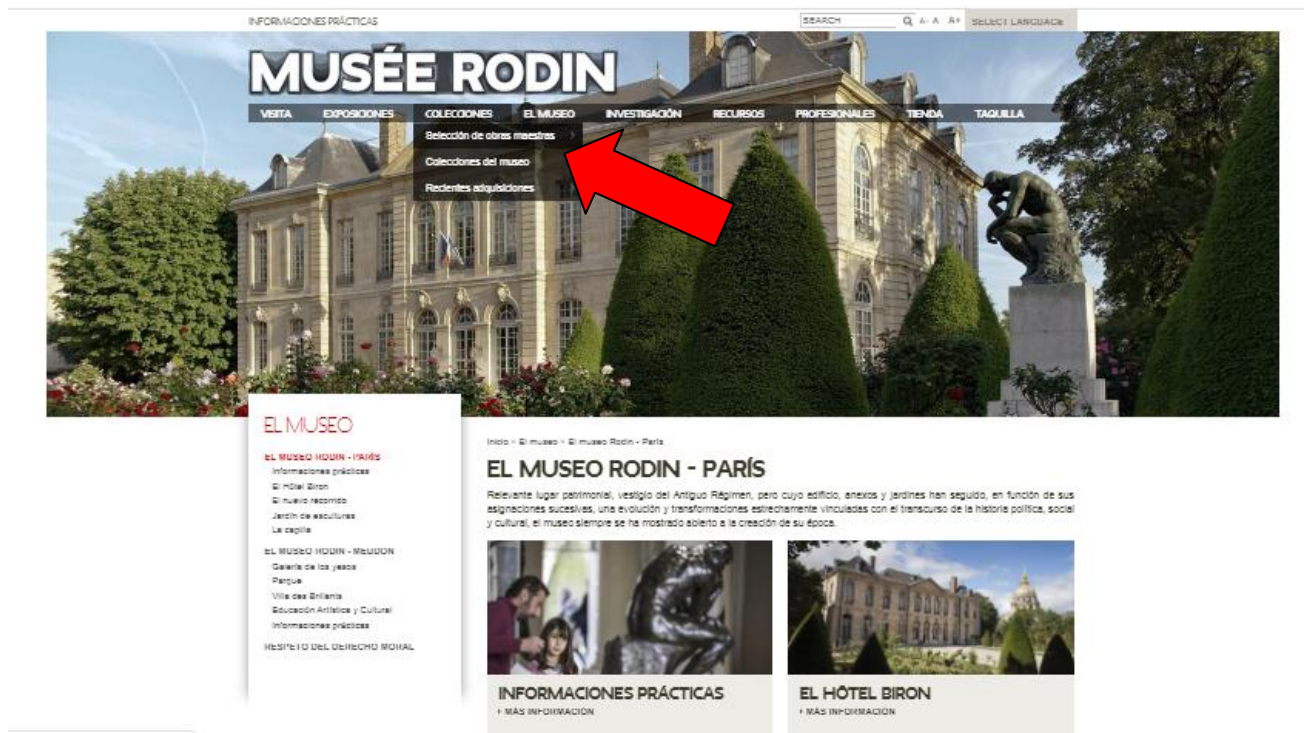 INFORMACIONES PRÁCTICAS
SEARCH A- A A+ SELECT LANGUAGE
MUSÉE RODIN
VISITA EXPOSICIONES COLECCIONES EL MUSEO INVESTIGACIÓN RECURSOS PROFESIONALES TIENDA TAQUILLA
Selección de obras maestras
Colecciones del museo
Recientes adquisiciones
EL MUSEO
EL MUSEO RODIN - PARÍS
Informaciones prácticas
El Hôtel Biron
El nuevo recorrido
Jardín de esculturas
La capilla
EL MUSEO RODIN - MEUDON
Galería de los yesos
Parque
Villa des Brillants
Educación Artística y Cultural
Informaciones prácticas
RESPETO DEL DERECHO MORAL
Inicio > El museo > El museo Rodin - París
EL MUSEO RODIN - PARÍS
Relevante lugar patrimonial, vestigio del Antiguo Régimen, pero cuyo edificio, anexos y jardines han seguido, en función de sus
asignaciones sucesivas, una evolución y transformaciones estrechamente vinculadas con el transcurso de la historia política, social
y cultural, el museo siempre se ha mostrado abierto a la creación de su época.
INFORMACIONES PRÁCTICAS
MÁS INFORMACIÓN
EL HÔTEL BIRON
MÁS INFORMACIÓN